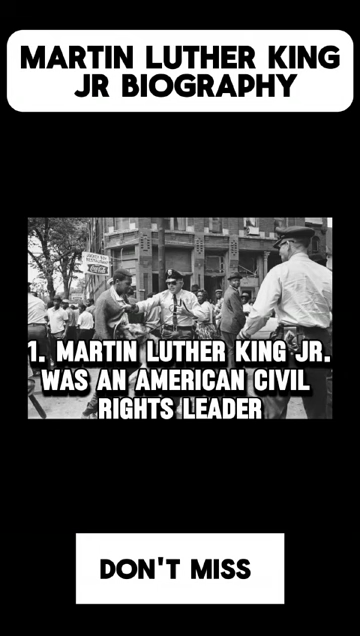 MARTIN LUTHER KING
JR BIOGRAPHY
1. MARTIN LUTHER KING JR.
WAS AN AMERICAN CIVIL
RIGHTS LEADER
DON'T MISS